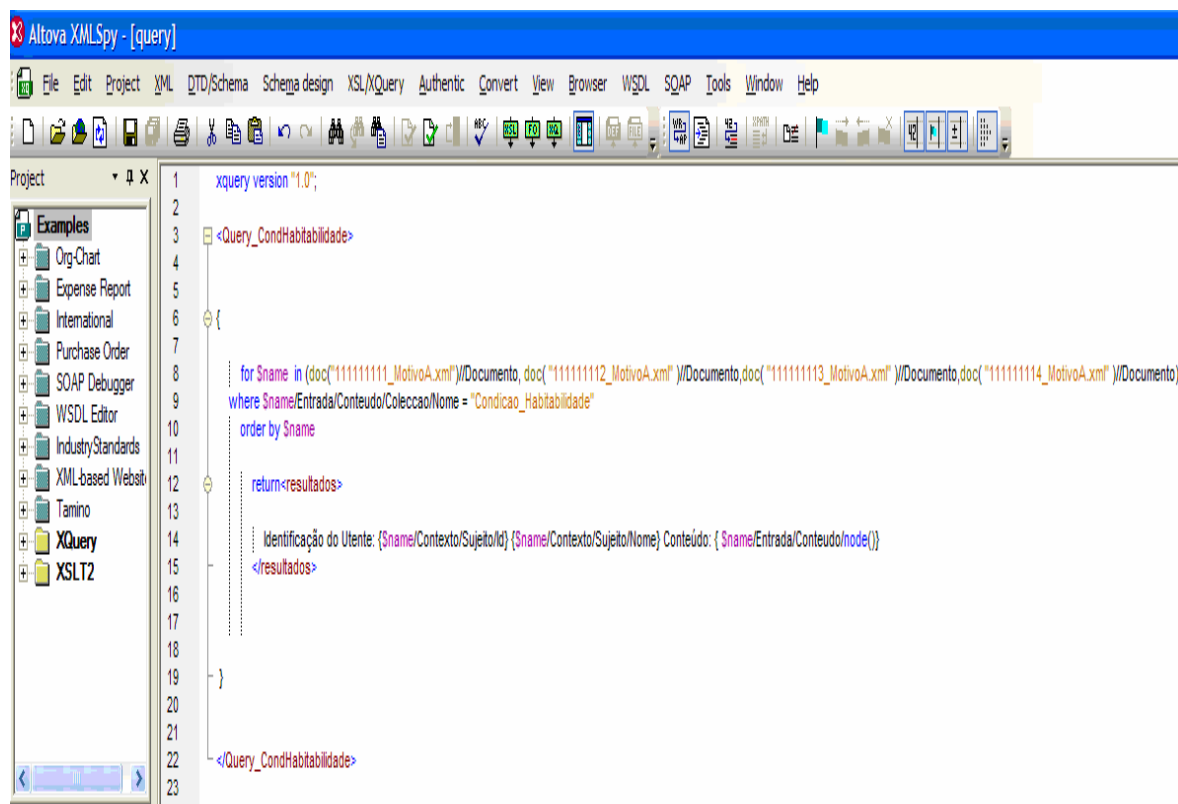 Altova XMLSpy - [query]
File Edit Project XML DTD/Schema Schema design XSL/XQuery Authentic Convert View Browser WSDL SOAP Tools Window Help
Project
Examples
Org-Chart
Expense Report
International
Purchase Order
SOAP Debugger
WSDL Editor
IndustryStandards
XML-based Websit
Tamino
XQuery
XSLT2
1 xquery version "1.0";
2
3 <Query_CondHabitabilidade>
4
5
6 {
7
8 for $name in (doc("111111111_MotivoA.xml")//Documento, doc( "111111112_MotivoA.xml" )//Documento,doc( "111111113_MotivoA.xml" )//Documento,doc( "111111114_MotivoA.xml" )//Documento)
9 where $name/Entrada/Conteudo/Coleccao/Nome = "Condicao_Habitabilidade"
10 order by $name
11
12 return<resultados>
13
14 Identificação do Utente: {$name/Contexto/Sujeito/Id} {$name/Contexto/Sujeito/Nome} Conteúdo: { $name/Entrada/Conteudo/node()}
15 </resultados>
16
17
18
19 }
20
21
22 </Query_CondHabitabilidade>
23